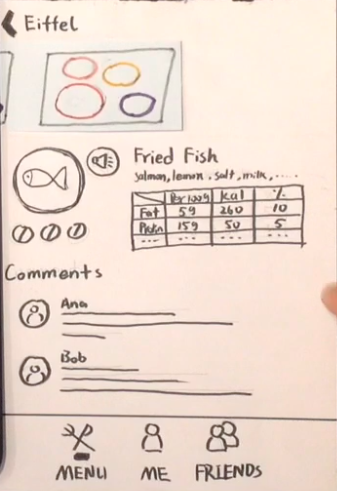 Eiffel
Fried Fish
salmon, lemon, salt, milk, .....
Per 100g kcal %
Fat 5g 260 10
Protein 15g 50 5
... ... ...
Comments
Ana
Bob
MENU ME FRIENDS